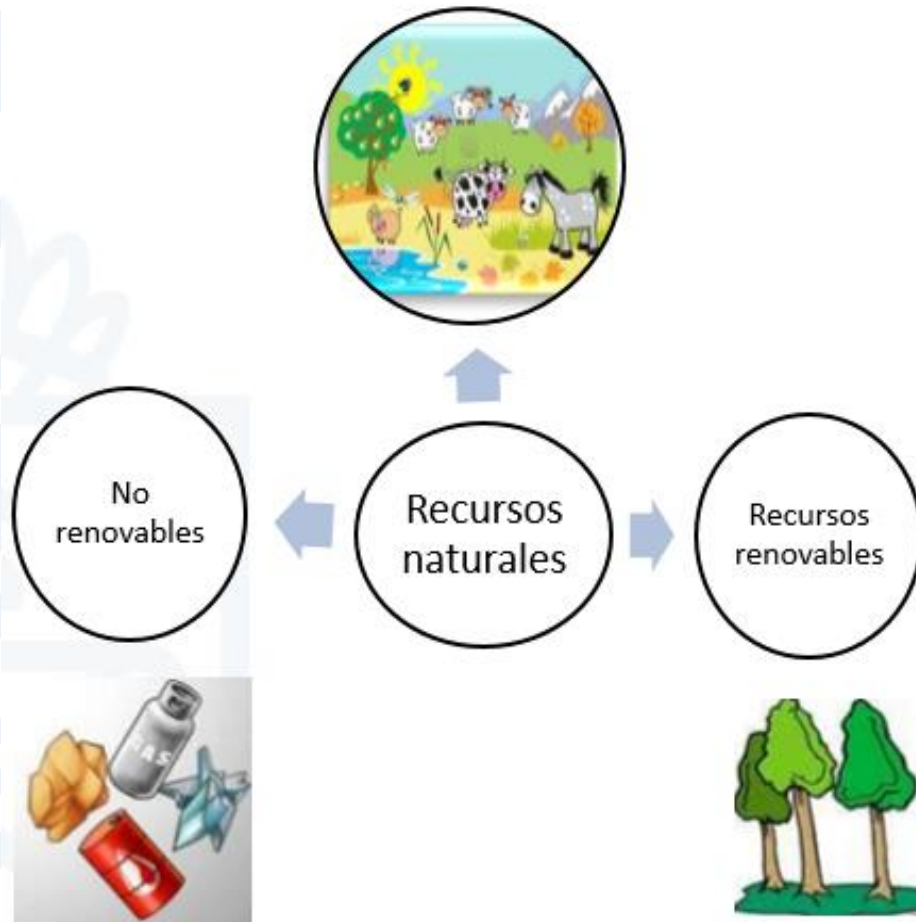 No
renovables
Recursos
naturales
Recursos
renovables
GAS